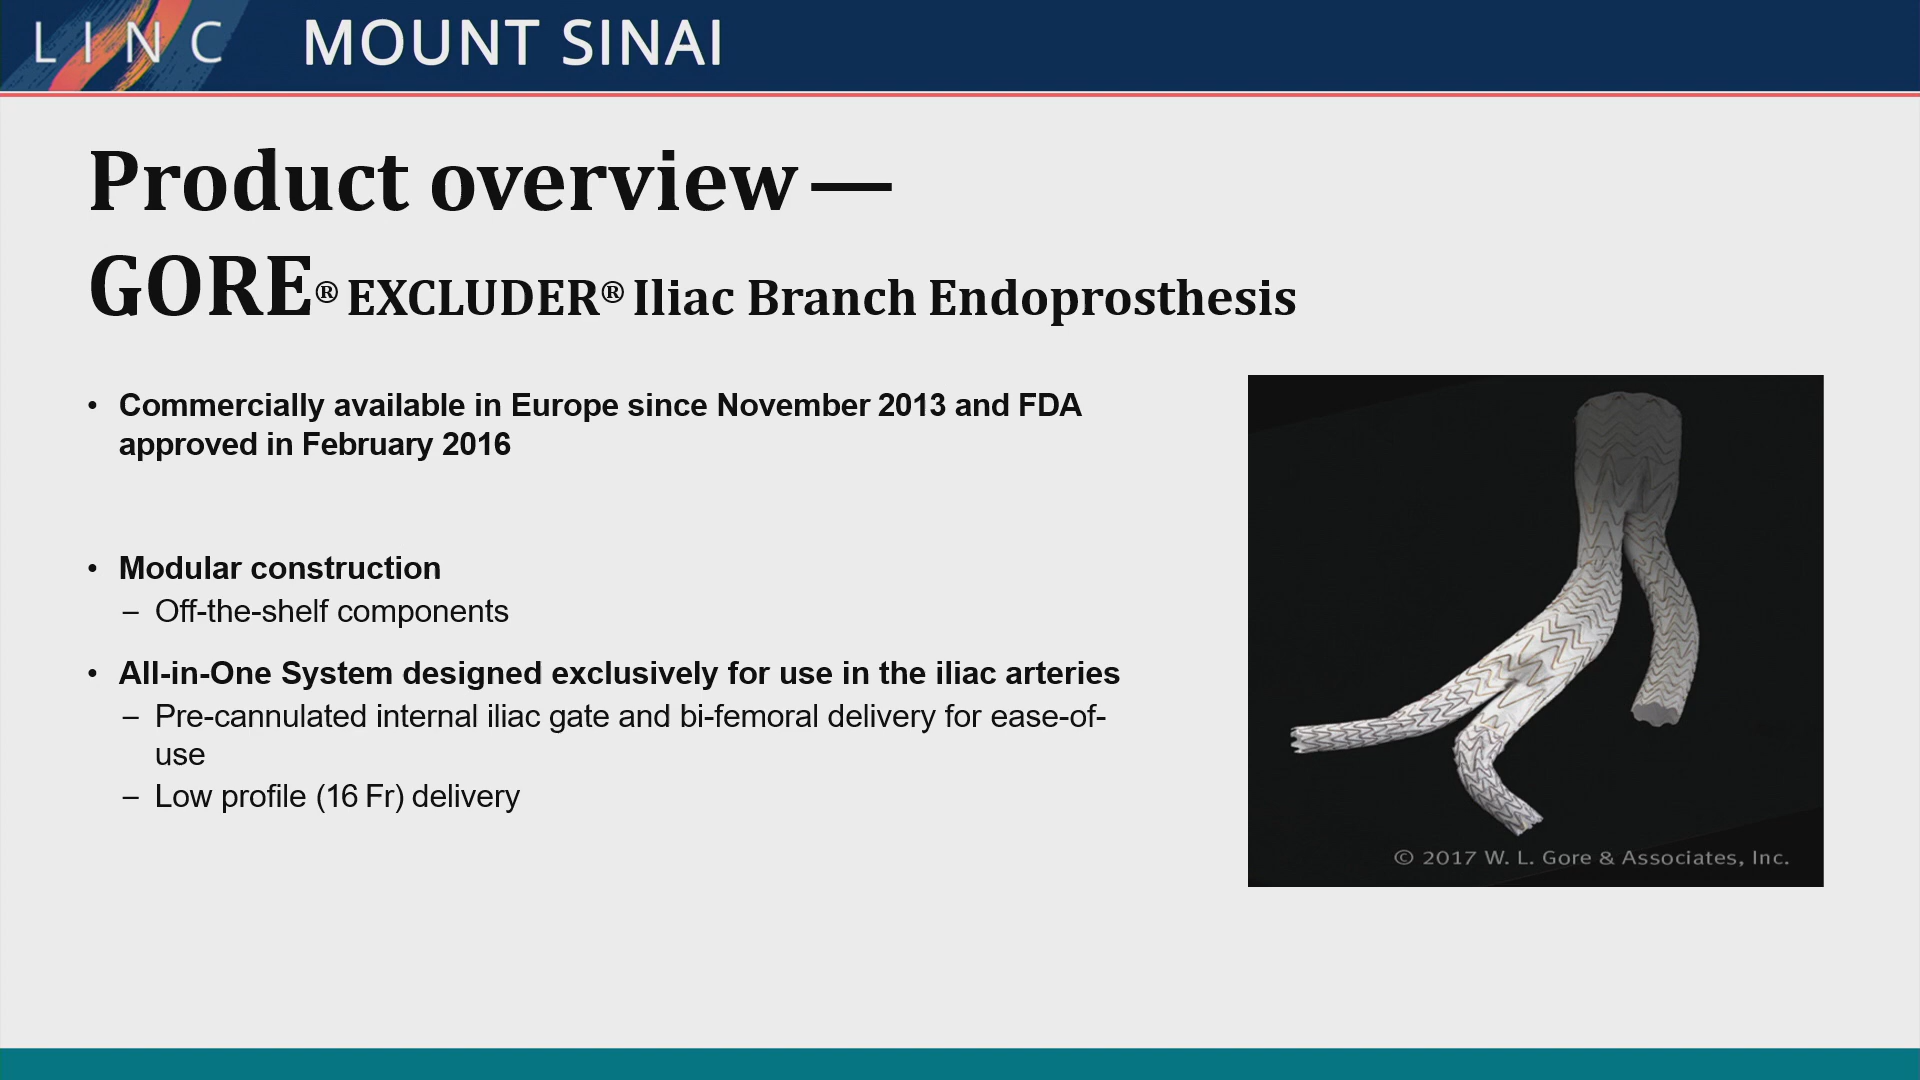 LINC MOUNT SINAI
Product overview —
GORE® EXCLUDER® Iliac Branch Endoprosthesis
• Commercially available in Europe since November 2013 and FDA
approved in February 2016
• Modular construction
– Off-the-shelf components
• All-in-One System designed exclusively for use in the iliac arteries
– Pre-cannulated internal iliac gate and bi-femoral delivery for ease-of-
use
– Low profile (16 Fr) delivery
© 2017 W. L. Gore & Associates, Inc.